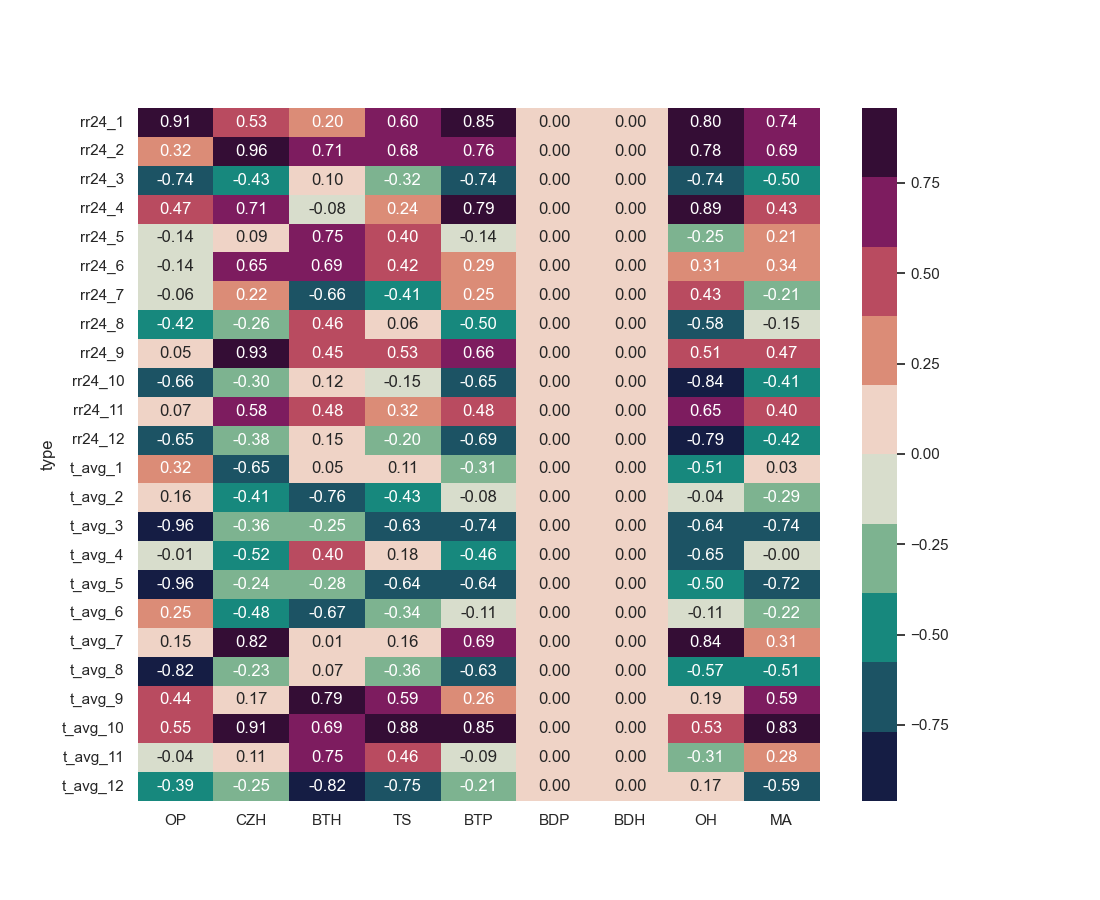 rr24_1 0.91 0.53 0.20 0.60 0.85 0.00 0.00 0.80 0.74
rr24_2 0.32 0.96 0.71 0.68 0.76 0.00 0.00 0.78 0.69
rr24_3 -0.74 -0.43 0.10 -0.32 -0.74 0.00 0.00 -0.74 -0.50
rr24_4 0.47 0.71 -0.08 0.24 0.79 0.00 0.00 0.89 0.43
rr24_5 -0.14 0.09 0.75 0.40 -0.14 0.00 0.00 -0.25 0.21
rr24_6 -0.14 0.65 0.69 0.42 0.29 0.00 0.00 0.31 0.34
rr24_7 -0.06 0.22 -0.66 -0.41 0.25 0.00 0.00 0.43 -0.21
rr24_8 -0.42 -0.26 0.46 0.06 -0.50 0.00 0.00 -0.58 -0.15
rr24_9 0.05 0.93 0.45 0.53 0.66 0.00 0.00 0.51 0.47
rr24_10 -0.66 -0.30 0.12 -0.15 -0.65 0.00 0.00 -0.84 -0.41
rr24_11 0.07 0.58 0.48 0.32 0.48 0.00 0.00 0.65 0.40
rr24_12 -0.65 -0.38 0.15 -0.20 -0.69 0.00 0.00 -0.79 -0.42
t_avg_1 0.32 -0.65 0.05 0.11 -0.31 0.00 0.00 -0.51 0.03
t_avg_2 0.16 -0.41 -0.76 -0.43 -0.08 0.00 0.00 -0.04 -0.29
t_avg_3 -0.96 -0.36 -0.25 -0.63 -0.74 0.00 0.00 -0.64 -0.74
t_avg_4 -0.01 -0.52 0.40 0.18 -0.46 0.00 0.00 -0.65 -0.00
t_avg_5 -0.96 -0.24 -0.28 -0.64 -0.64 0.00 0.00 -0.50 -0.72
t_avg_6 0.25 -0.48 -0.67 -0.34 -0.11 0.00 0.00 -0.11 -0.22
t_avg_7 0.15 0.82 0.01 0.16 0.69 0.00 0.00 0.84 0.31
t_avg_8 -0.82 -0.23 0.07 -0.36 -0.63 0.00 0.00 -0.57 -0.51
t_avg_9 0.44 0.17 0.79 0.59 0.26 0.00 0.00 0.19 0.59
t_avg_10 0.55 0.91 0.69 0.88 0.85 0.00 0.00 0.53 0.83
t_avg_11 -0.04 0.11 0.75 0.46 -0.09 0.00 0.00 -0.31 0.28
t_avg_12 -0.39 -0.25 -0.82 -0.75 -0.21 0.00 0.00 0.17 -0.59
OP CZH BTH TS BTP BDP BDH OH MA
type
0.75
0.50
0.25
0.00
−0.25
−0.50
−0.75